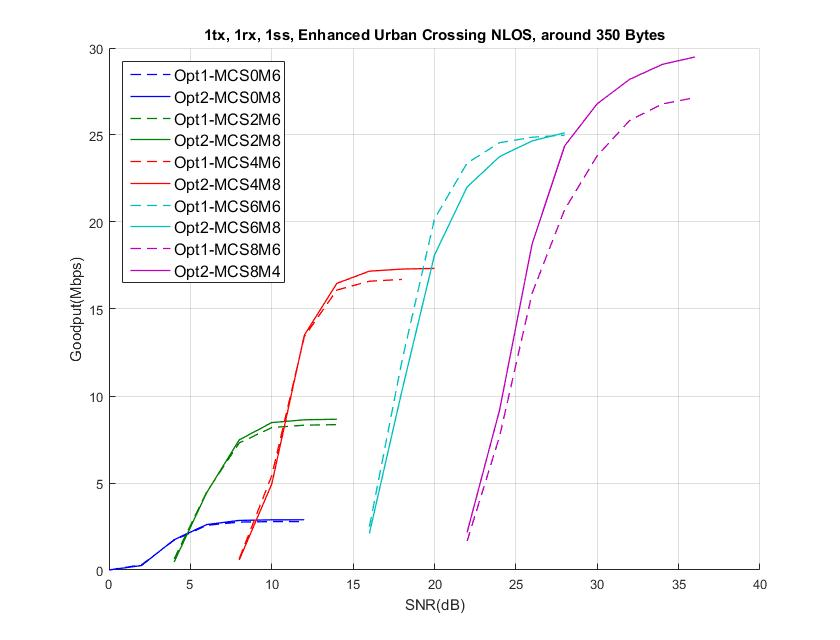 1tx, 1rx, 1ss, Enhanced Urban Crossing NLOS, around 350 Bytes
30
25
20
15
10
5
0
Goodput(Mbps)
Opt1-MCS0M6
Opt2-MCS0M8
Opt1-MCS2M6
Opt2-MCS2M8
Opt1-MCS4M6
Opt2-MCS4M8
Opt1-MCS6M6
Opt2-MCS6M8
Opt1-MCS8M6
Opt2-MCS8M4
0 5 10 15 20 25 30 35 40
SNR(dB)